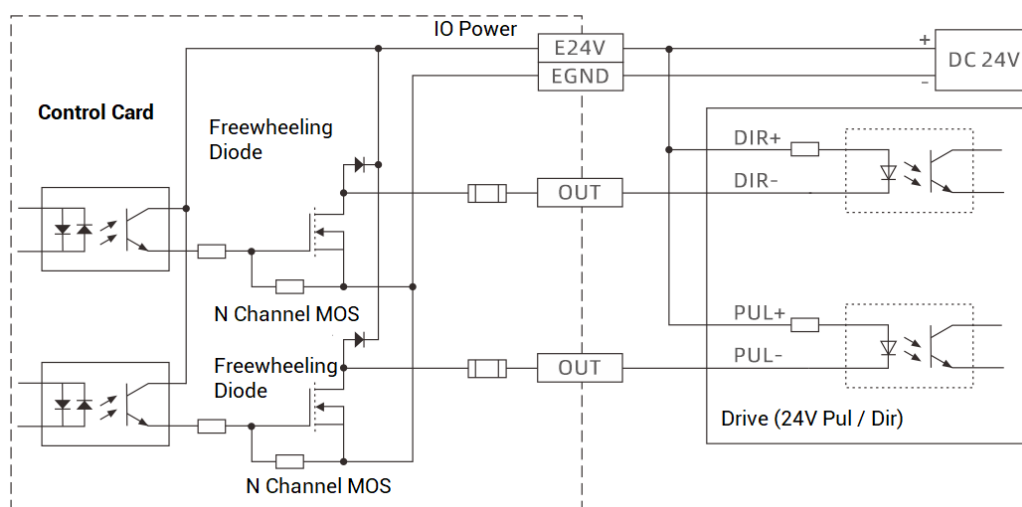 IO Power
E24V
+
DC 24V
EGND
-
Control Card
Freewheeling
Diode
DIR+
DIR-
OUT
N Channel MOS
PUL+
Freewheeling
Diode
PUL-
OUT
Drive (24V Pul / Dir)
N Channel MOS